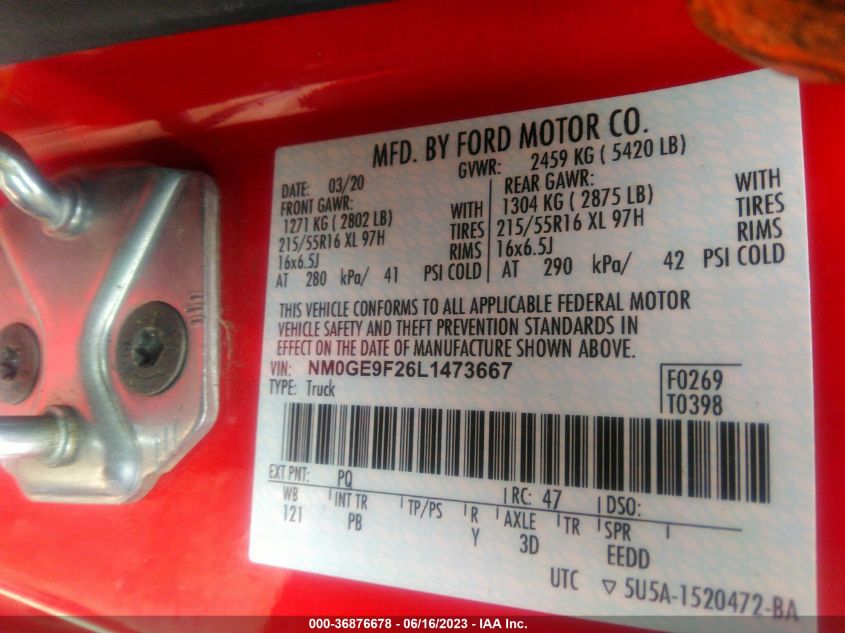 MFD. BY FORD MOTOR CO.
DATE: 03/20 GVWR: 2459 KG ( 5420 LB)
FRONT GAWR: REAR GAWR:
1271 KG ( 2802 LB) WITH 1304 KG ( 2875 LB) WITH
215/55R16 XL 97H TIRES 215/55R16 XL 97H TIRES
16x6.5J RIMS 16x6.5J RIMS
AT 280 kPa/ 41 PSI COLD AT 290 kPa/ 42 PSI COLD
THIS VEHICLE CONFORMS TO ALL APPLICABLE FEDERAL MOTOR
VEHICLE SAFETY AND THEFT PREVENTION STANDARDS IN
EFFECT ON THE DATE OF MANUFACTURE SHOWN ABOVE.
VIN: NM0GE9F26L1473667
TYPE: Truck
F0269
T0398
EXT PNT: PQ RC: 47 DSO:
WB INT TR TP/PS R AXLE TR SPR
121 PB Y 3D EEDD
UTC ▽ 5U5A-1520472-BA
000-36876678 - 06/16/2023 - IAA Inc.